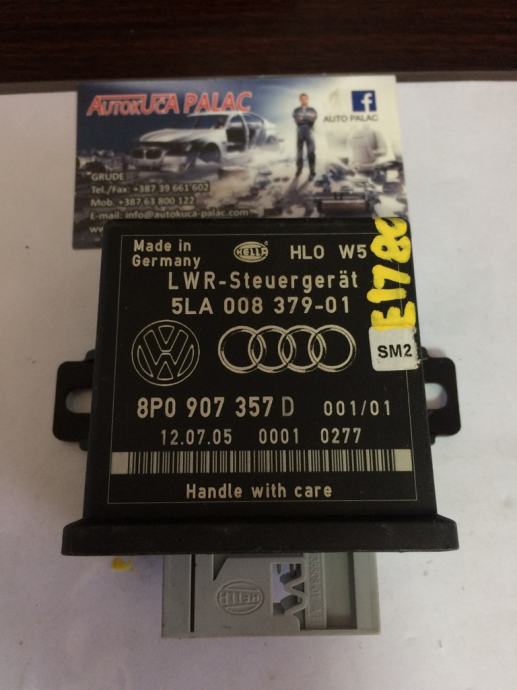 AUTOKUĆA PALAC
f
AUTO PALAC
GRUDE
Tel./Fax: +387 39 661 602
Mob. +387 63 800 122
E-mail: info@autokuca-palac.com
Made in
Germany
HELLA
HLO W5
LWR-Steuergerät
5LA 008 379-01
E1780
SM2
8P0 907 357 D 001/01
12.07.05 0001 0277
Handle with care
HELLA